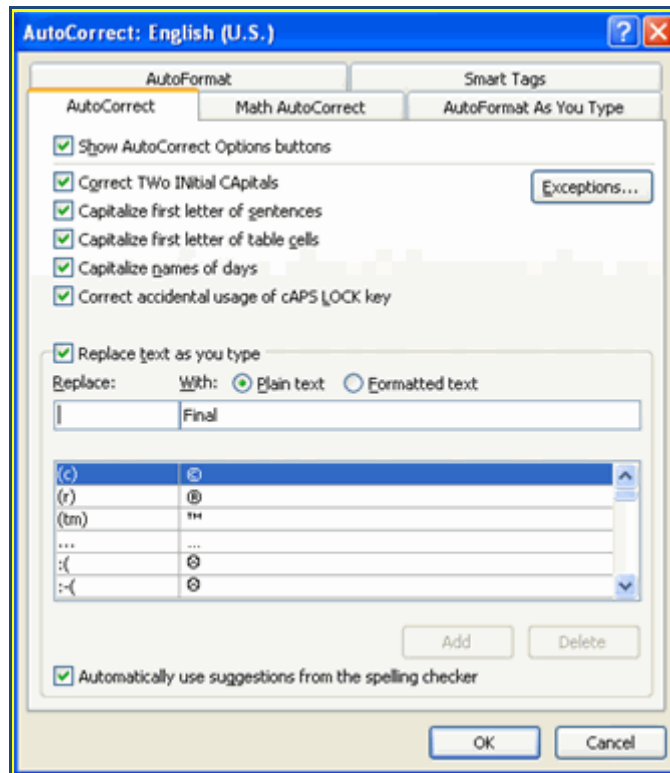 AutoCorrect: English (U.S.)
AutoFormat Smart Tags
AutoCorrect Math AutoCorrect AutoFormat As You Type
Show AutoCorrect Options buttons
Correct TWo INitial CApitals Exceptions...
Capitalize first letter of sentences
Capitalize first letter of table cells
Capitalize names of days
Correct accidental usage of cAPS LOCK key
Replace text as you type
Replace: With: Plain text Formatted text
Final
(c) ©
(r) ®
(tm) ™
... ...
:( ☹
:-( ☹
Add Delete
Automatically use suggestions from the spelling checker
OK Cancel